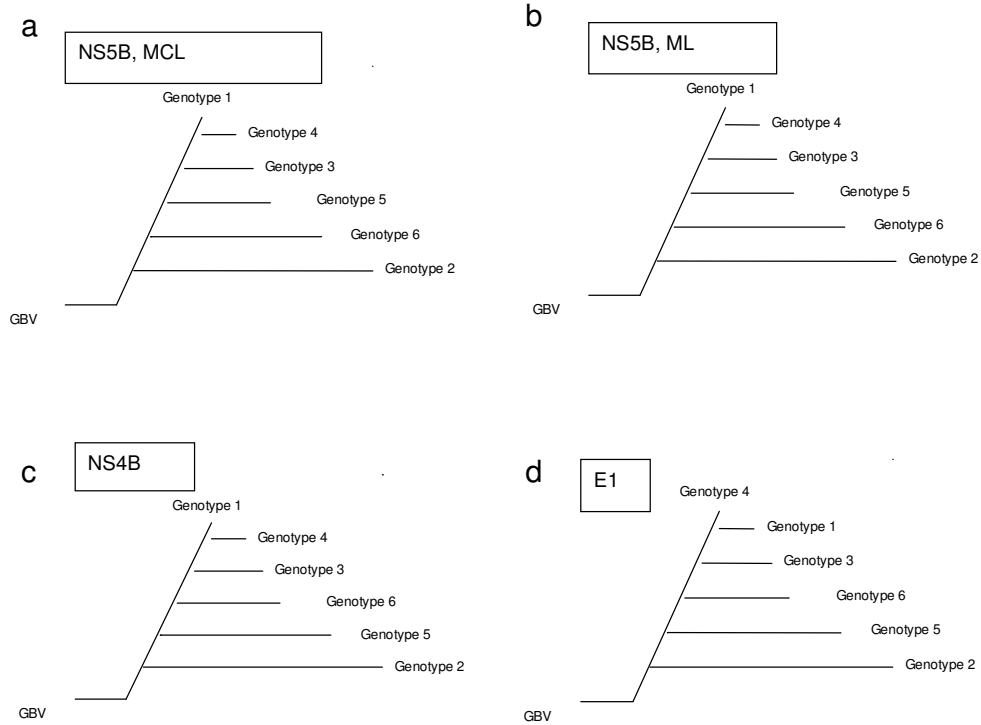 a
NS5B, MCL
Genotype 1
Genotype 4
Genotype 3
Genotype 5
Genotype 6
Genotype 2
GBV
b
NS5B, ML
Genotype 1
Genotype 4
Genotype 3
Genotype 5
Genotype 6
Genotype 2
GBV
c
NS4B
Genotype 1
Genotype 4
Genotype 3
Genotype 6
Genotype 5
Genotype 2
GBV
d
E1
Genotype 4
Genotype 1
Genotype 3
Genotype 6
Genotype 5
Genotype 2
GBV